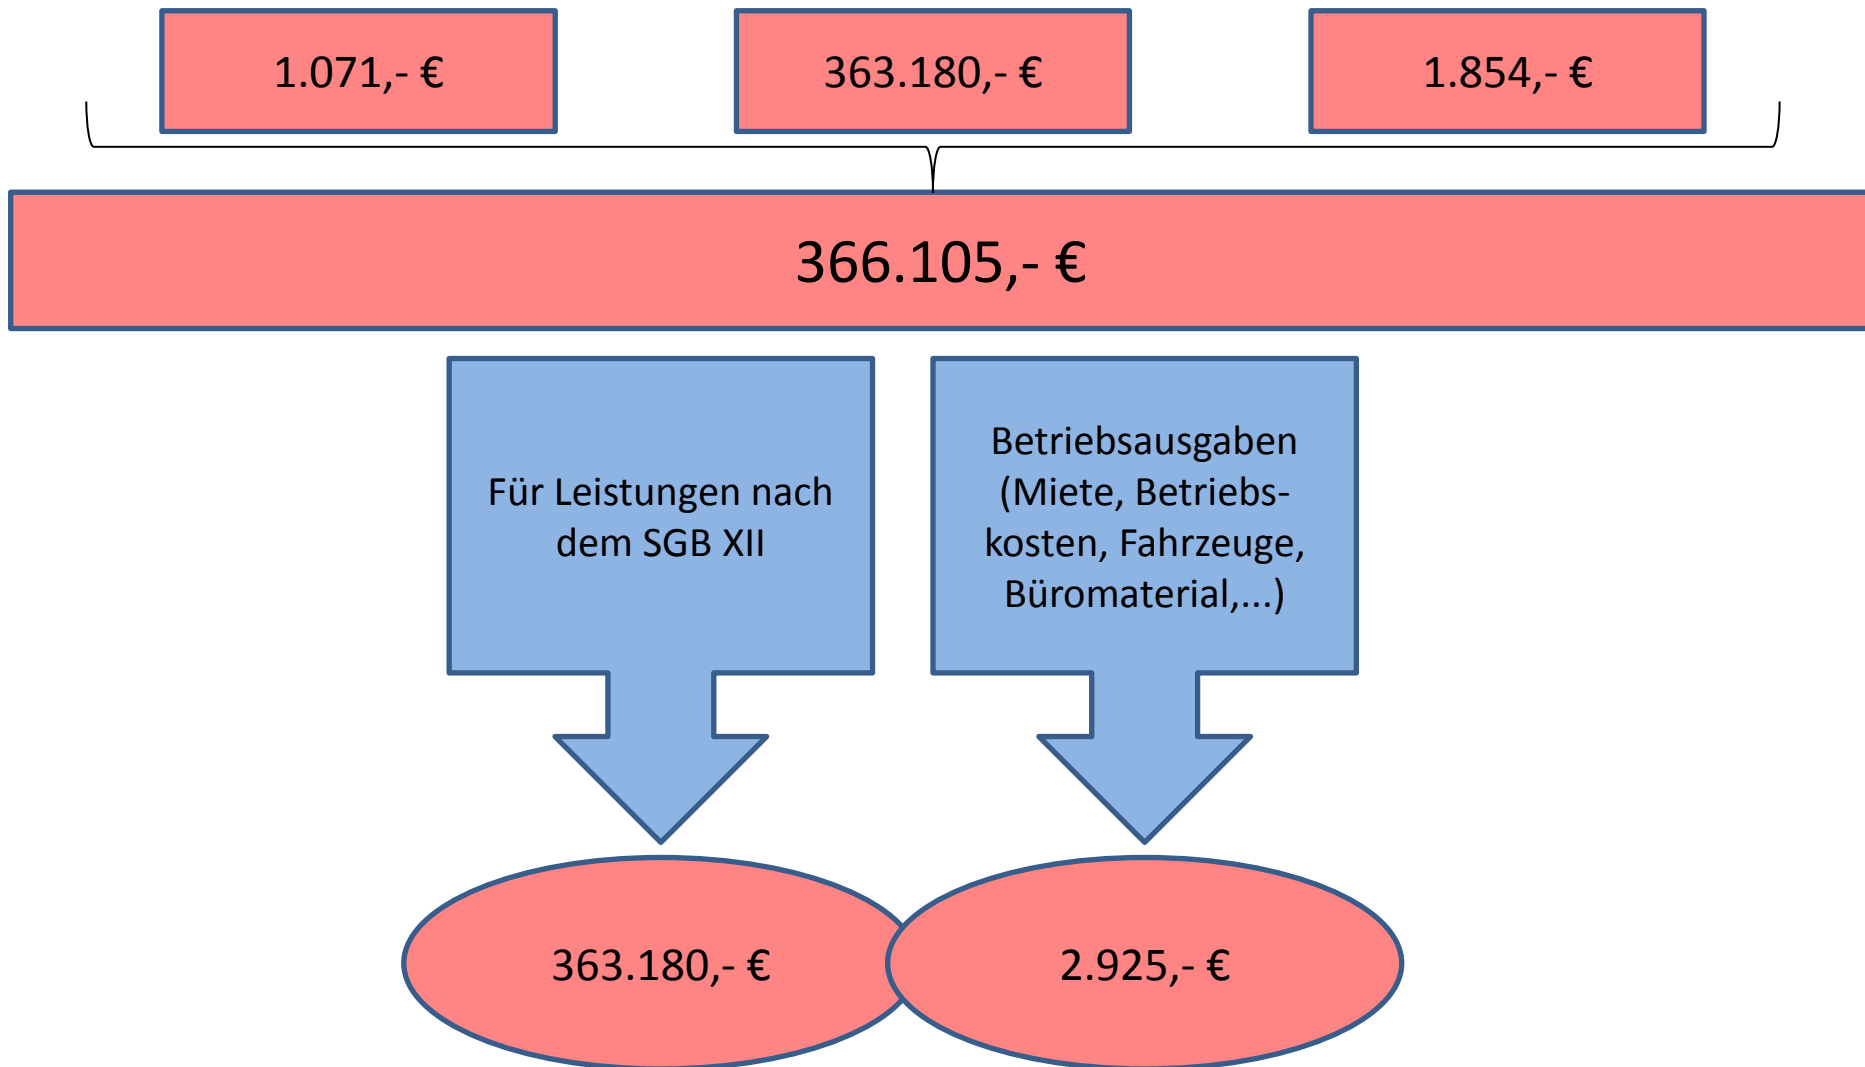 1.071,- €
363.180,- €
1.854,- €
366.105,- €
Für Leistungen nach
dem SGB XII
Betriebsausgaben
(Miete, Betriebs-
kosten, Fahrzeuge,
Büromaterial,...)
363.180,- €
2.925,- €